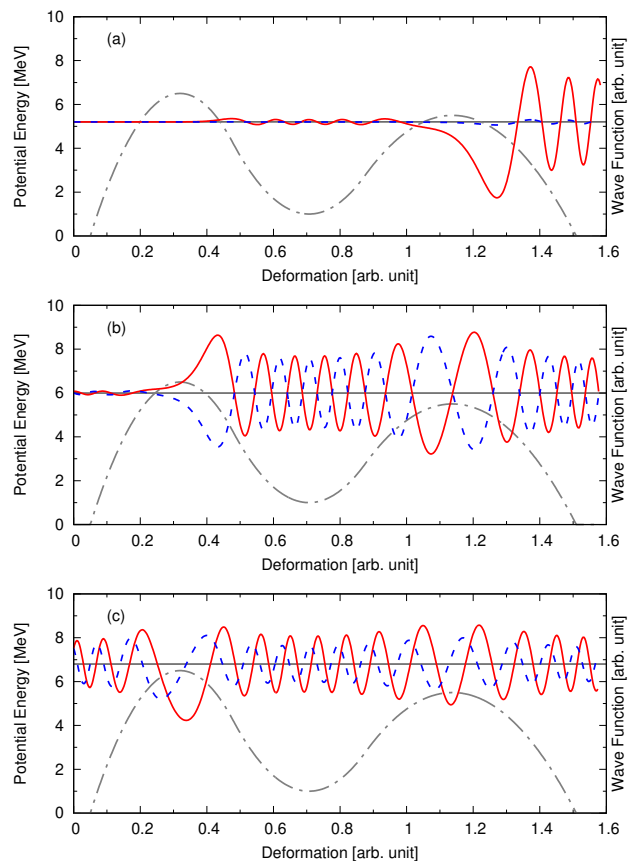 (a)
Potential Energy [MeV]
Wave Function [arb. unit]
10
8
6
4
2
0
0 0.2 0.4 0.6 0.8 1 1.2 1.4 1.6
Deformation [arb. unit]
(b)
Potential Energy [MeV]
Wave Function [arb. unit]
10
8
6
4
2
0
0 0.2 0.4 0.6 0.8 1 1.2 1.4 1.6
Deformation [arb. unit]
(c)
Potential Energy [MeV]
Wave Function [arb. unit]
10
8
6
4
2
0
0 0.2 0.4 0.6 0.8 1 1.2 1.4 1.6
Deformation [arb. unit]